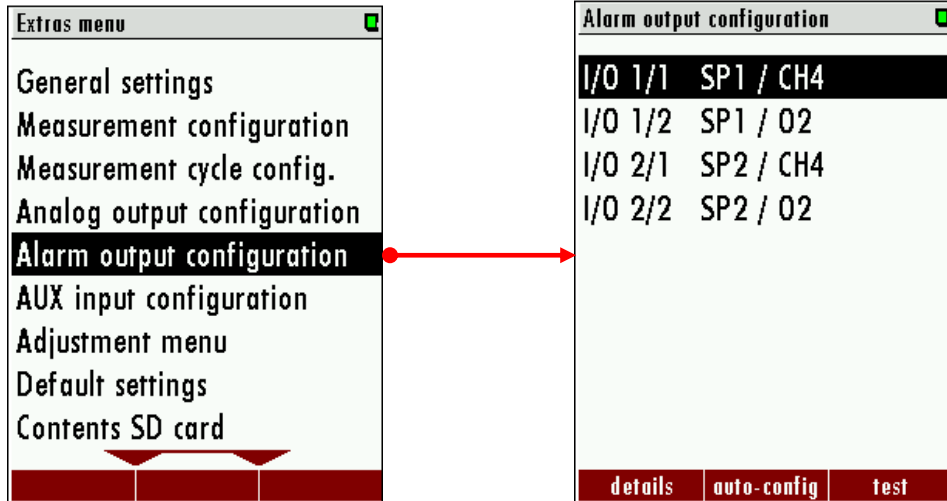 Extras menu
General settings
Measurement configuration
Measurement cycle config.
Analog output configuration
Alarm output configuration
AUX input configuration
Adjustment menu
Default settings
Contents SD card
Alarm output configuration
I/O 1/1 SP1 / CH4
I/O 1/2 SP1 / O2
I/O 2/1 SP2 / CH4
I/O 2/2 SP2 / O2
details auto-config test